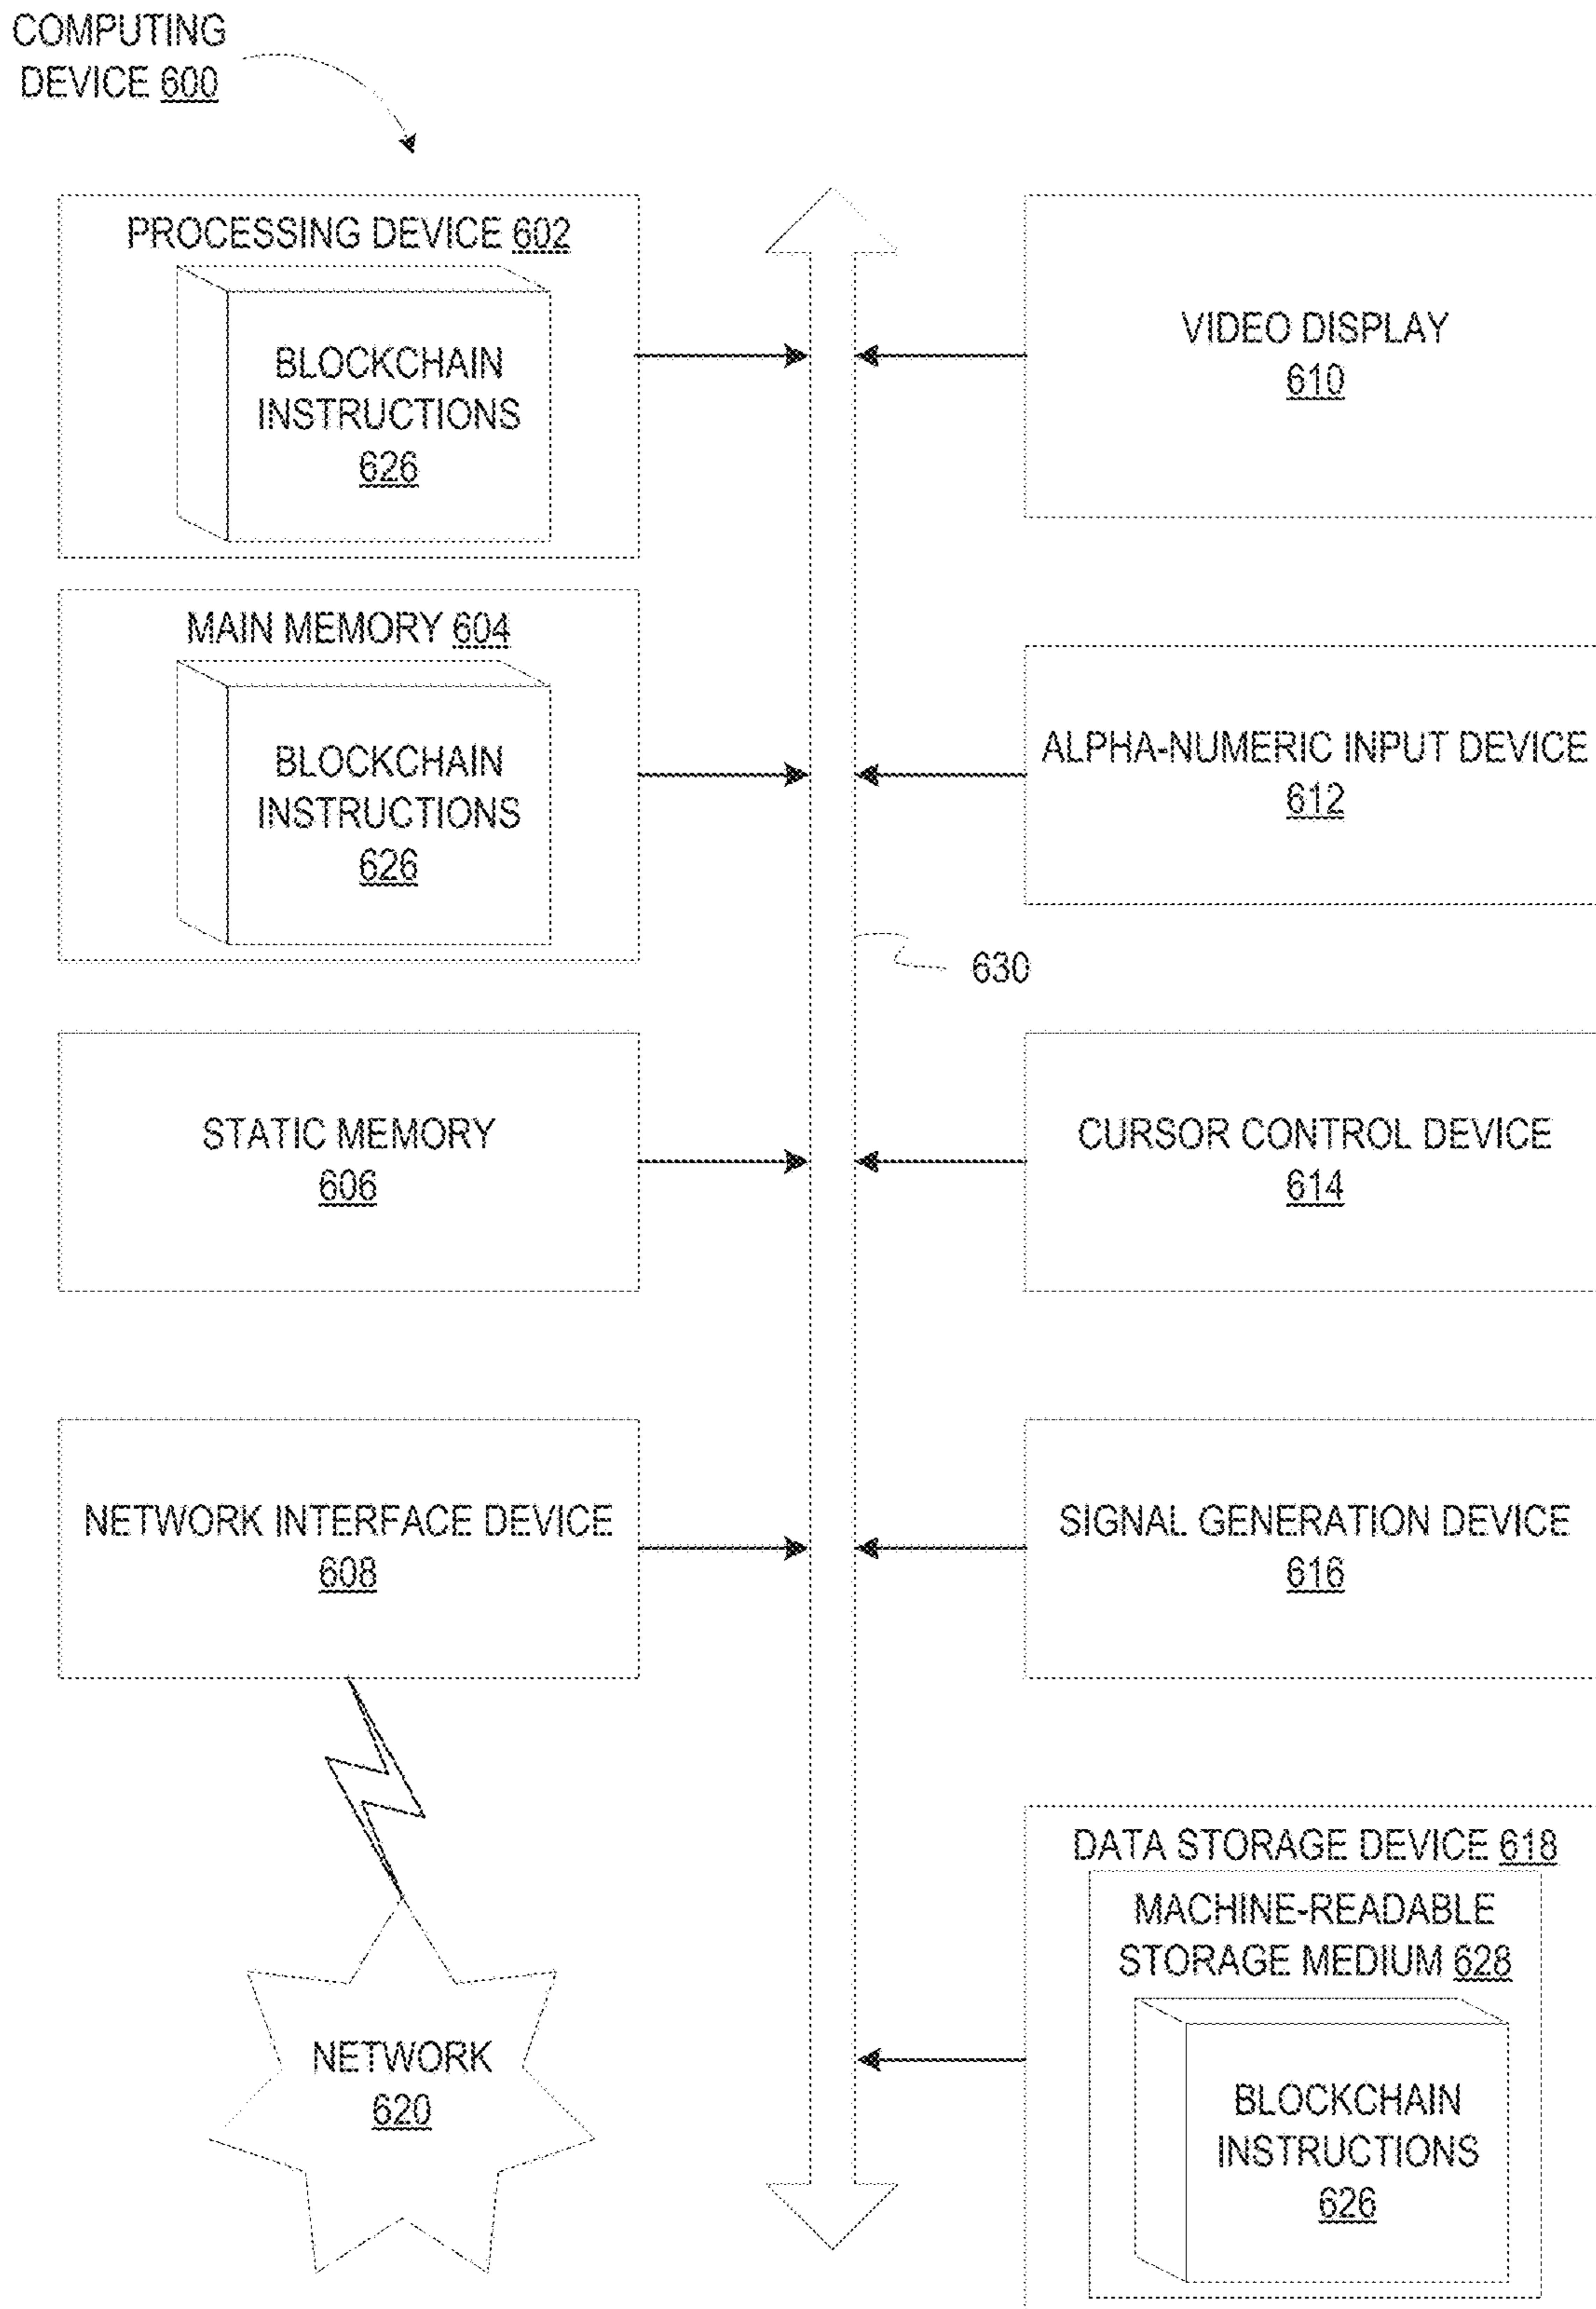 COMPUTING
DEVICE 600
PROCESSING DEVICE 602
BLOCKCHAIN
INSTRUCTIONS
626
MAIN MEMORY 604
BLOCKCHAIN
INSTRUCTIONS
626
STATIC MEMORY
606
NETWORK INTERFACE DEVICE
608
NETWORK
620
630
VIDEO DISPLAY
610
ALPHA-NUMERIC INPUT DEVICE
612
CURSOR CONTROL DEVICE
614
SIGNAL GENERATION DEVICE
616
DATA STORAGE DEVICE 618
MACHINE-READABLE
STORAGE MEDIUM 628
BLOCKCHAIN
INSTRUCTIONS
626